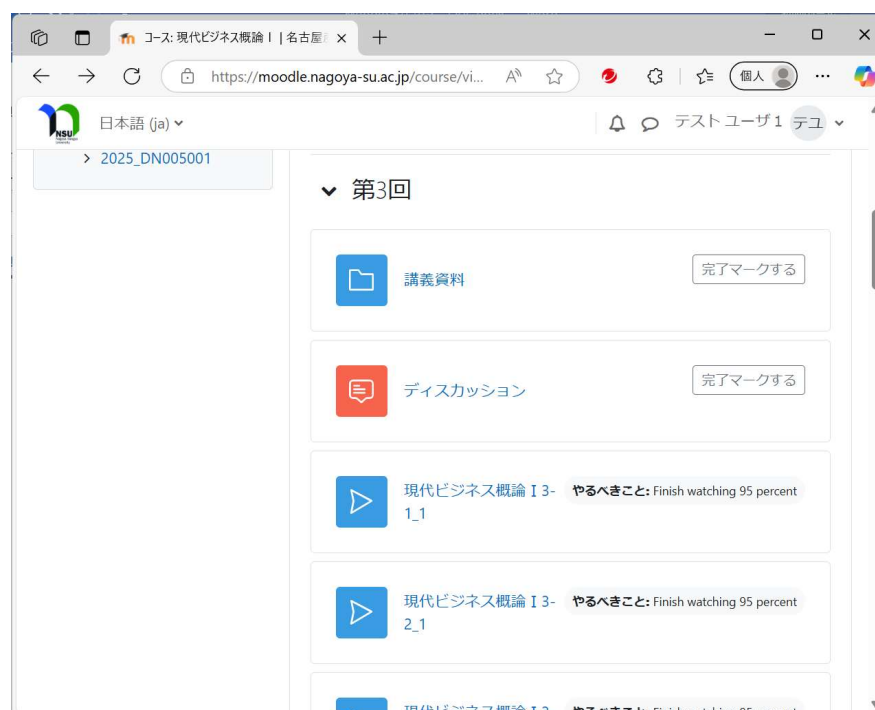 コース: 現代ビジネス概論Ⅰ | 名古屋
https://moodle.nagoya-su.ac.jp/course/vi...
個人
NSU
日本語 (ja)
テスト ユーザ 1 テユ
2025_DN005001
第3回
講義資料
完了マークする
ディスカッション
完了マークする
現代ビジネス概論Ⅰ3-
1_1
やるべきこと: Finish watching 95 percent
現代ビジネス概論Ⅰ3-
2_1
やるべきこと: Finish watching 95 percent